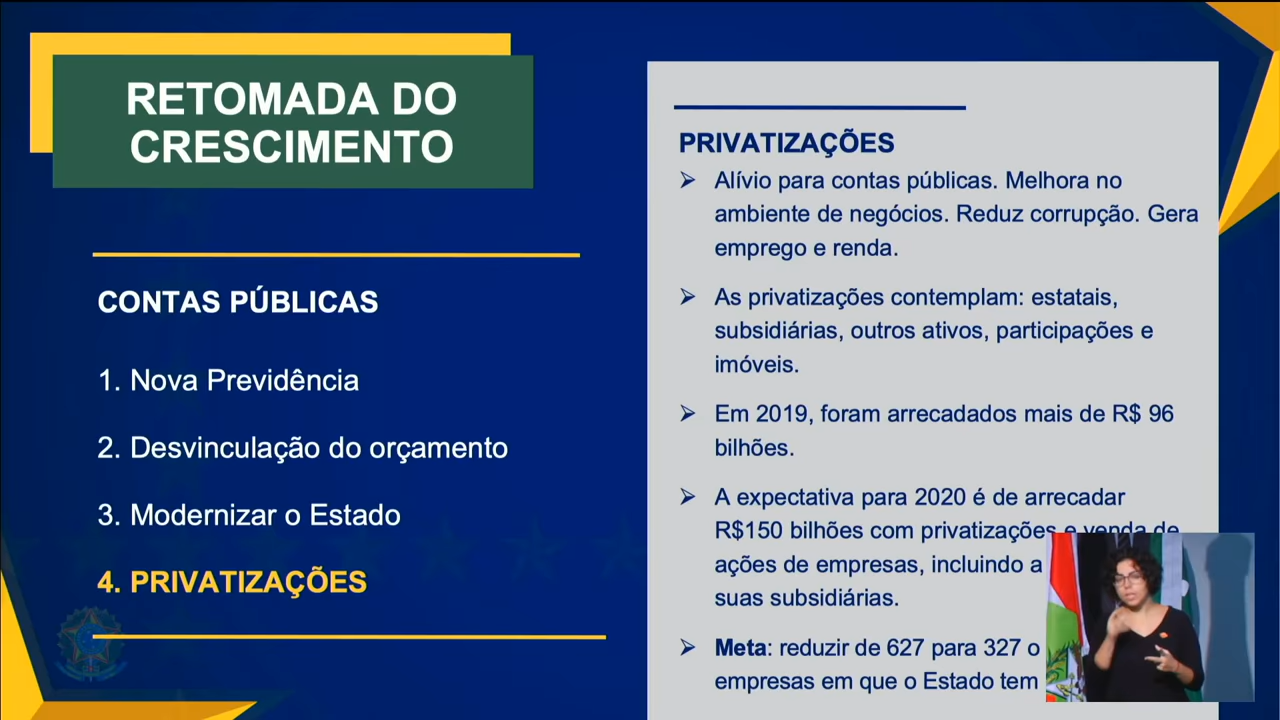 RETOMADA DO
CRESCIMENTO
CONTAS PÚBLICAS
1. Nova Previdência
2. Desvinculação do orçamento
3. Modernizar o Estado
4. PRIVATIZAÇÕES
PRIVATIZAÇÕES
➢ Alívio para contas públicas. Melhora no
ambiente de negócios. Reduz corrupção. Gera
emprego e renda.
➢ As privatizações contemplam: estatais,
subsidiárias, outros ativos, participações e
imóveis.
➢ Em 2019, foram arrecadados mais de R$ 96
bilhões.
➢ A expectativa para 2020 é de arrecadar
R$150 bilhões com privatizações e venda de
ações de empresas, incluindo a
suas subsidiárias.
➢ Meta: reduzir de 627 para 327 o
empresas em que o Estado tem